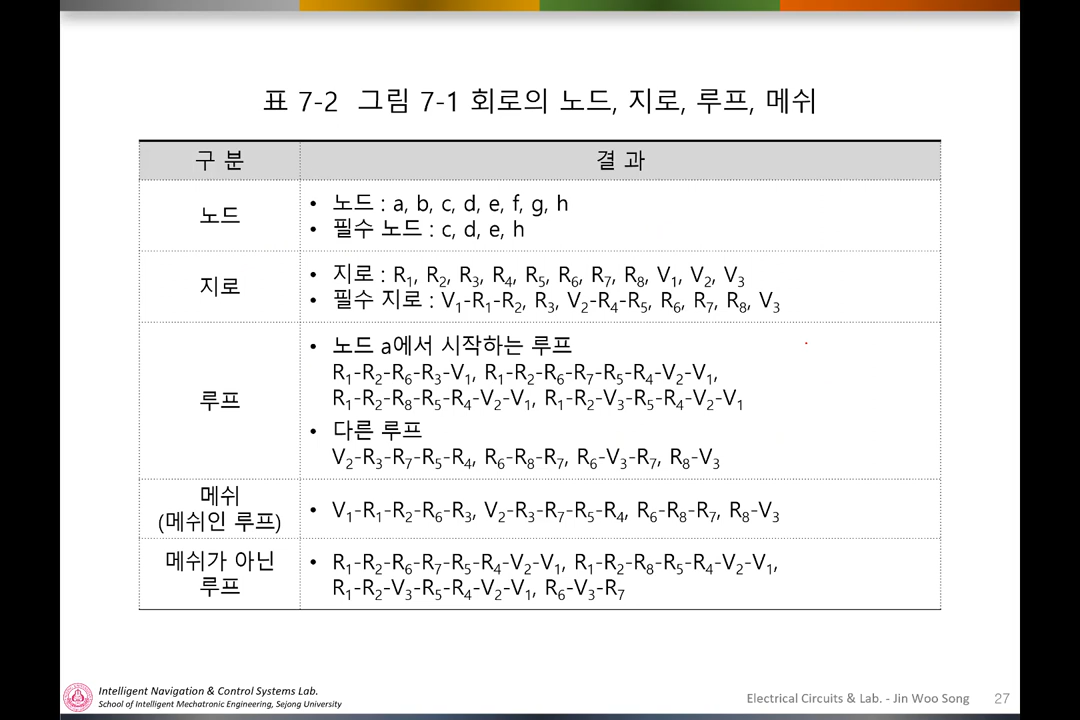 표 7-2 그림 7-1 회로의 노드, 지로, 루프, 메쉬
구 분
결 과
노드
• 노드 : a, b, c, d, e, f, g, h
• 필수 노드 : c, d, e, h
지로
• 지로 : R1, R2, R3, R4, R5, R6, R7, R8, V1, V2, V3
• 필수 지로 : V1-R1-R2, R3, V2-R4-R5, R6, R7, R8, V3
루프
• 노드 a에서 시작하는 루프
R1-R2-R6-R3-V1, R1-R2-R6-R7-R5-R4-V2-V1,
R1-R2-R8-R5-R4-V2-V1, R1-R2-V3-R5-R4-V2-V1
• 다른 루프
V2-R3-R7-R5-R4, R6-R8-R7, R6-V3-R7, R8-V3
메쉬
(메쉬인 루프)
• V1-R1-R2-R6-R3, V2-R3-R7-R5-R4, R6-R8-R7, R8-V3
메쉬가 아닌
루프
• R1-R2-R6-R7-R5-R4-V2-V1, R1-R2-R8-R5-R4-V2-V1,
R1-R2-V3-R5-R4-V2-V1, R6-V3-R7
Intelligent Navigation & Control Systems Lab.
School of Intelligent Mechatronic Engineering, Sejong University
Electrical Circuits & Lab. - Jin Woo Song
27